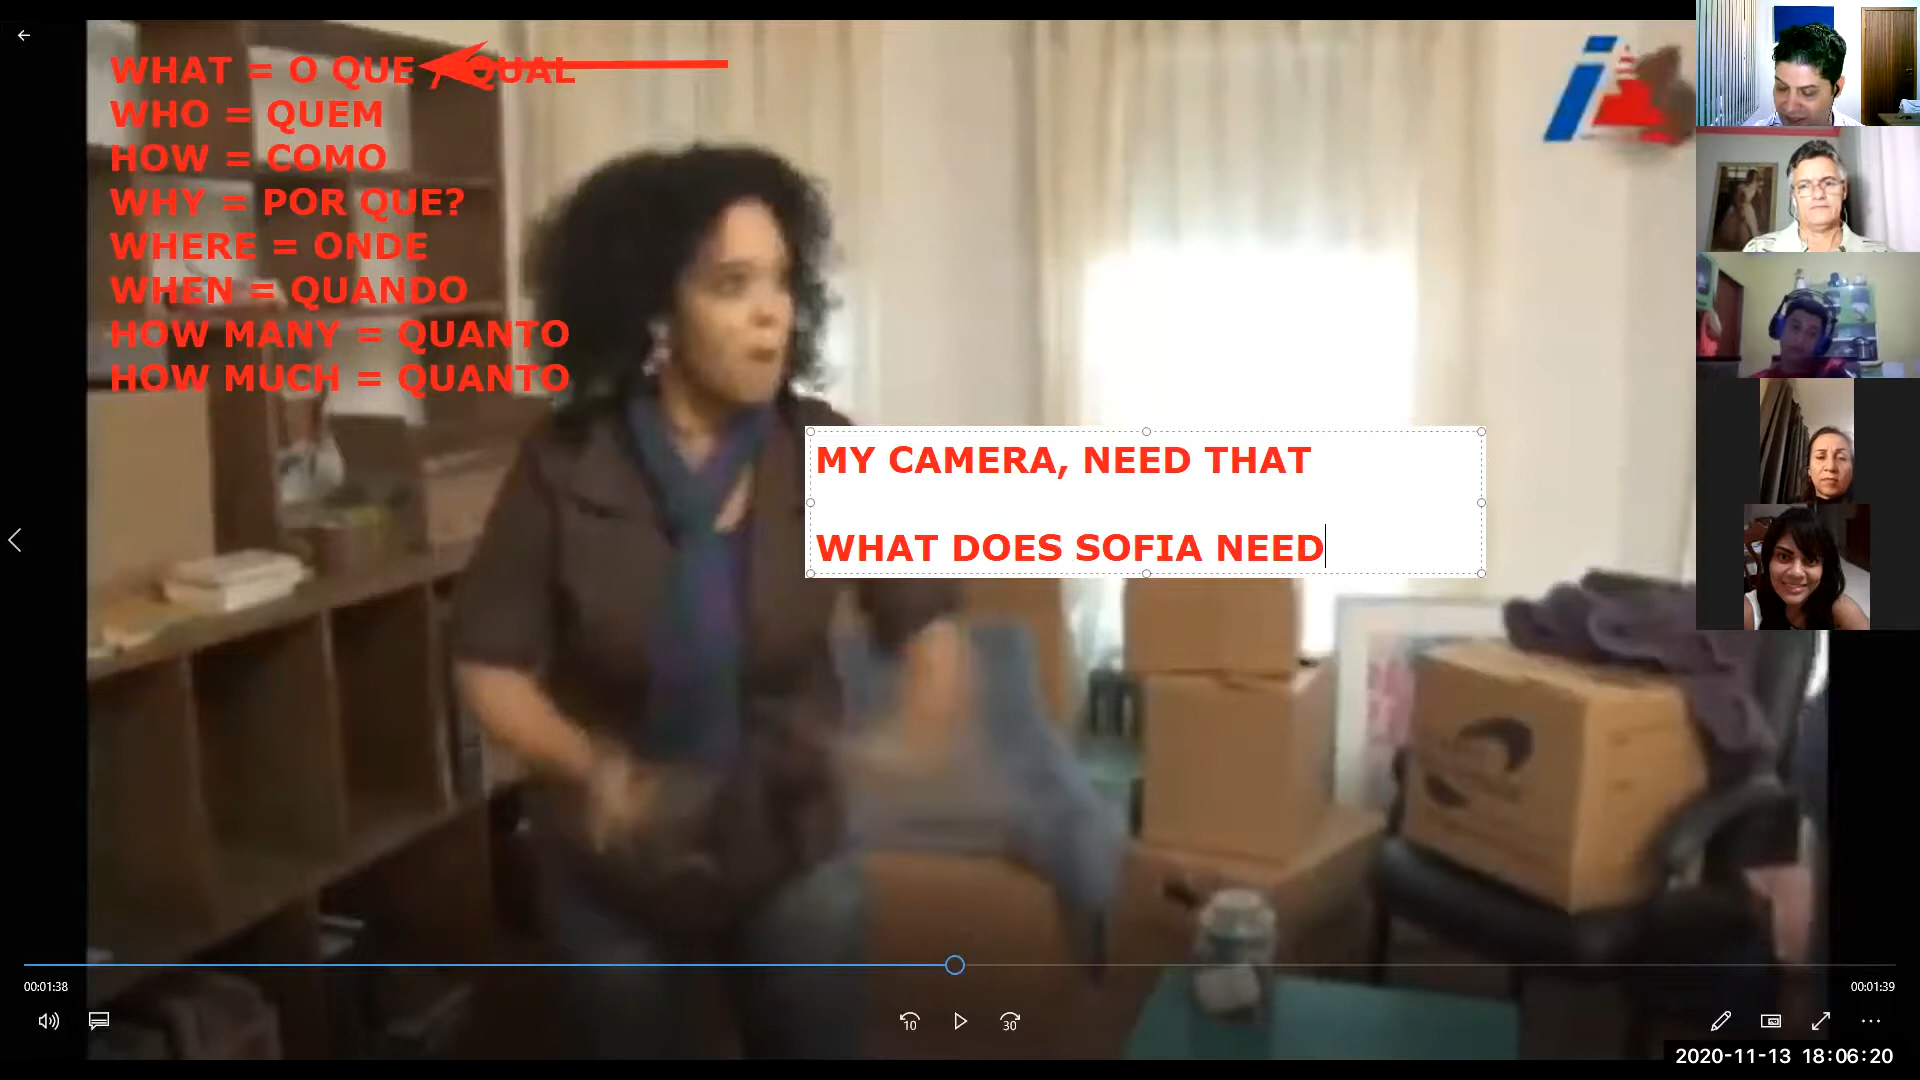 WHAT = O QUE / QUAL
WHO = QUEM
HOW = COMO
WHY = POR QUE?
WHERE = ONDE
WHEN = QUANDO
HOW MANY = QUANTO
HOW MUCH = QUANTO
MY CAMERA, NEED THAT
WHAT DOES SOFIA NEED
00:01:38
00:01:39
10
30
2020-11-13 18:06:20